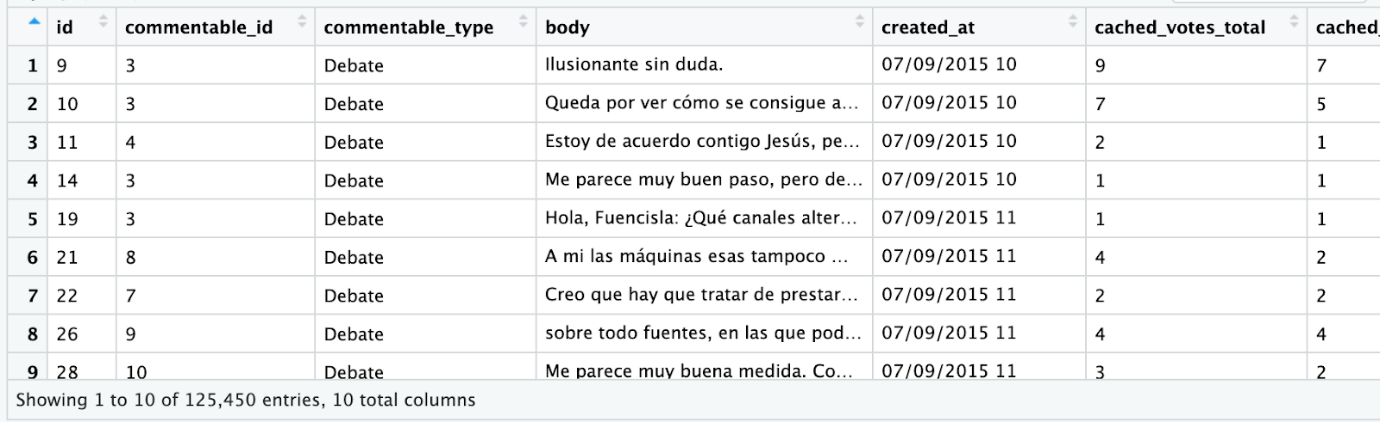 id commentable_id commentable_type body created_at cached_votes_total cached_
1 9 3 Debate Ilusionante sin duda. 07/09/2015 10 9 7
2 10 3 Debate Queda por ver cómo se consigue a... 07/09/2015 10 7 5
3 11 4 Debate Estoy de acuerdo contigo Jesús, pe... 07/09/2015 10 2 1
4 14 3 Debate Me parece muy buen paso, pero de... 07/09/2015 10 1 1
5 19 3 Debate Hola, Fuencisla: ¿Qué canales alter... 07/09/2015 11 1 1
6 21 8 Debate A mi las máquinas esas tampoco ... 07/09/2015 11 4 2
7 22 7 Debate Creo que hay que tratar de prestar... 07/09/2015 11 2 2
8 26 9 Debate sobre todo fuentes, en las que pod... 07/09/2015 11 4 4
9 28 10 Debate Me parece muy buena medida. Co... 07/09/2015 11 3 2
Showing 1 to 10 of 125,450 entries, 10 total columns